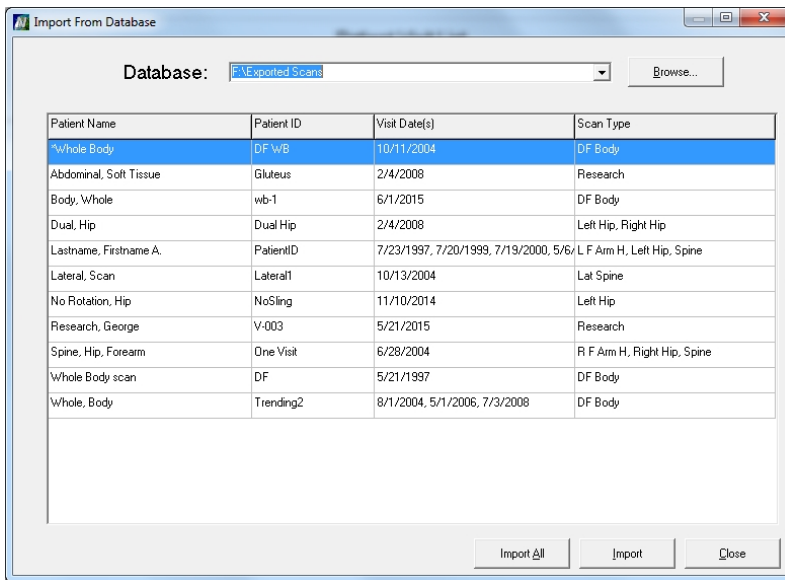 Import From Database
Database: F:\Exported Scans Browse...
Patient Name Patient ID Visit Date(s) Scan Type
*Whole Body DF WB 10/11/2004 DF Body
Abdominal, Soft Tissue Gluteus 2/4/2008 Research
Body, Whole wb-1 6/1/2015 DF Body
Dual, Hip Dual Hip 2/4/2008 Left Hip, Right Hip
Lastname, Firstname A. PatientID 7/23/1997, 7/20/1999, 7/19/2000, 5/6/ L F Arm H, Left Hip, Spine
Lateral, Scan Lateral1 10/13/2004 Lat Spine
No Rotation, Hip NoSling 11/10/2014 Left Hip
Research, George V-003 5/21/2015 Research
Spine, Hip, Forearm One Visit 6/28/2004 R F Arm H, Right Hip, Spine
Whole Body scan DF 5/21/1997 DF Body
Whole, Body Trending2 8/1/2004, 5/1/2006, 7/3/2008 DF Body
Import All Import Close